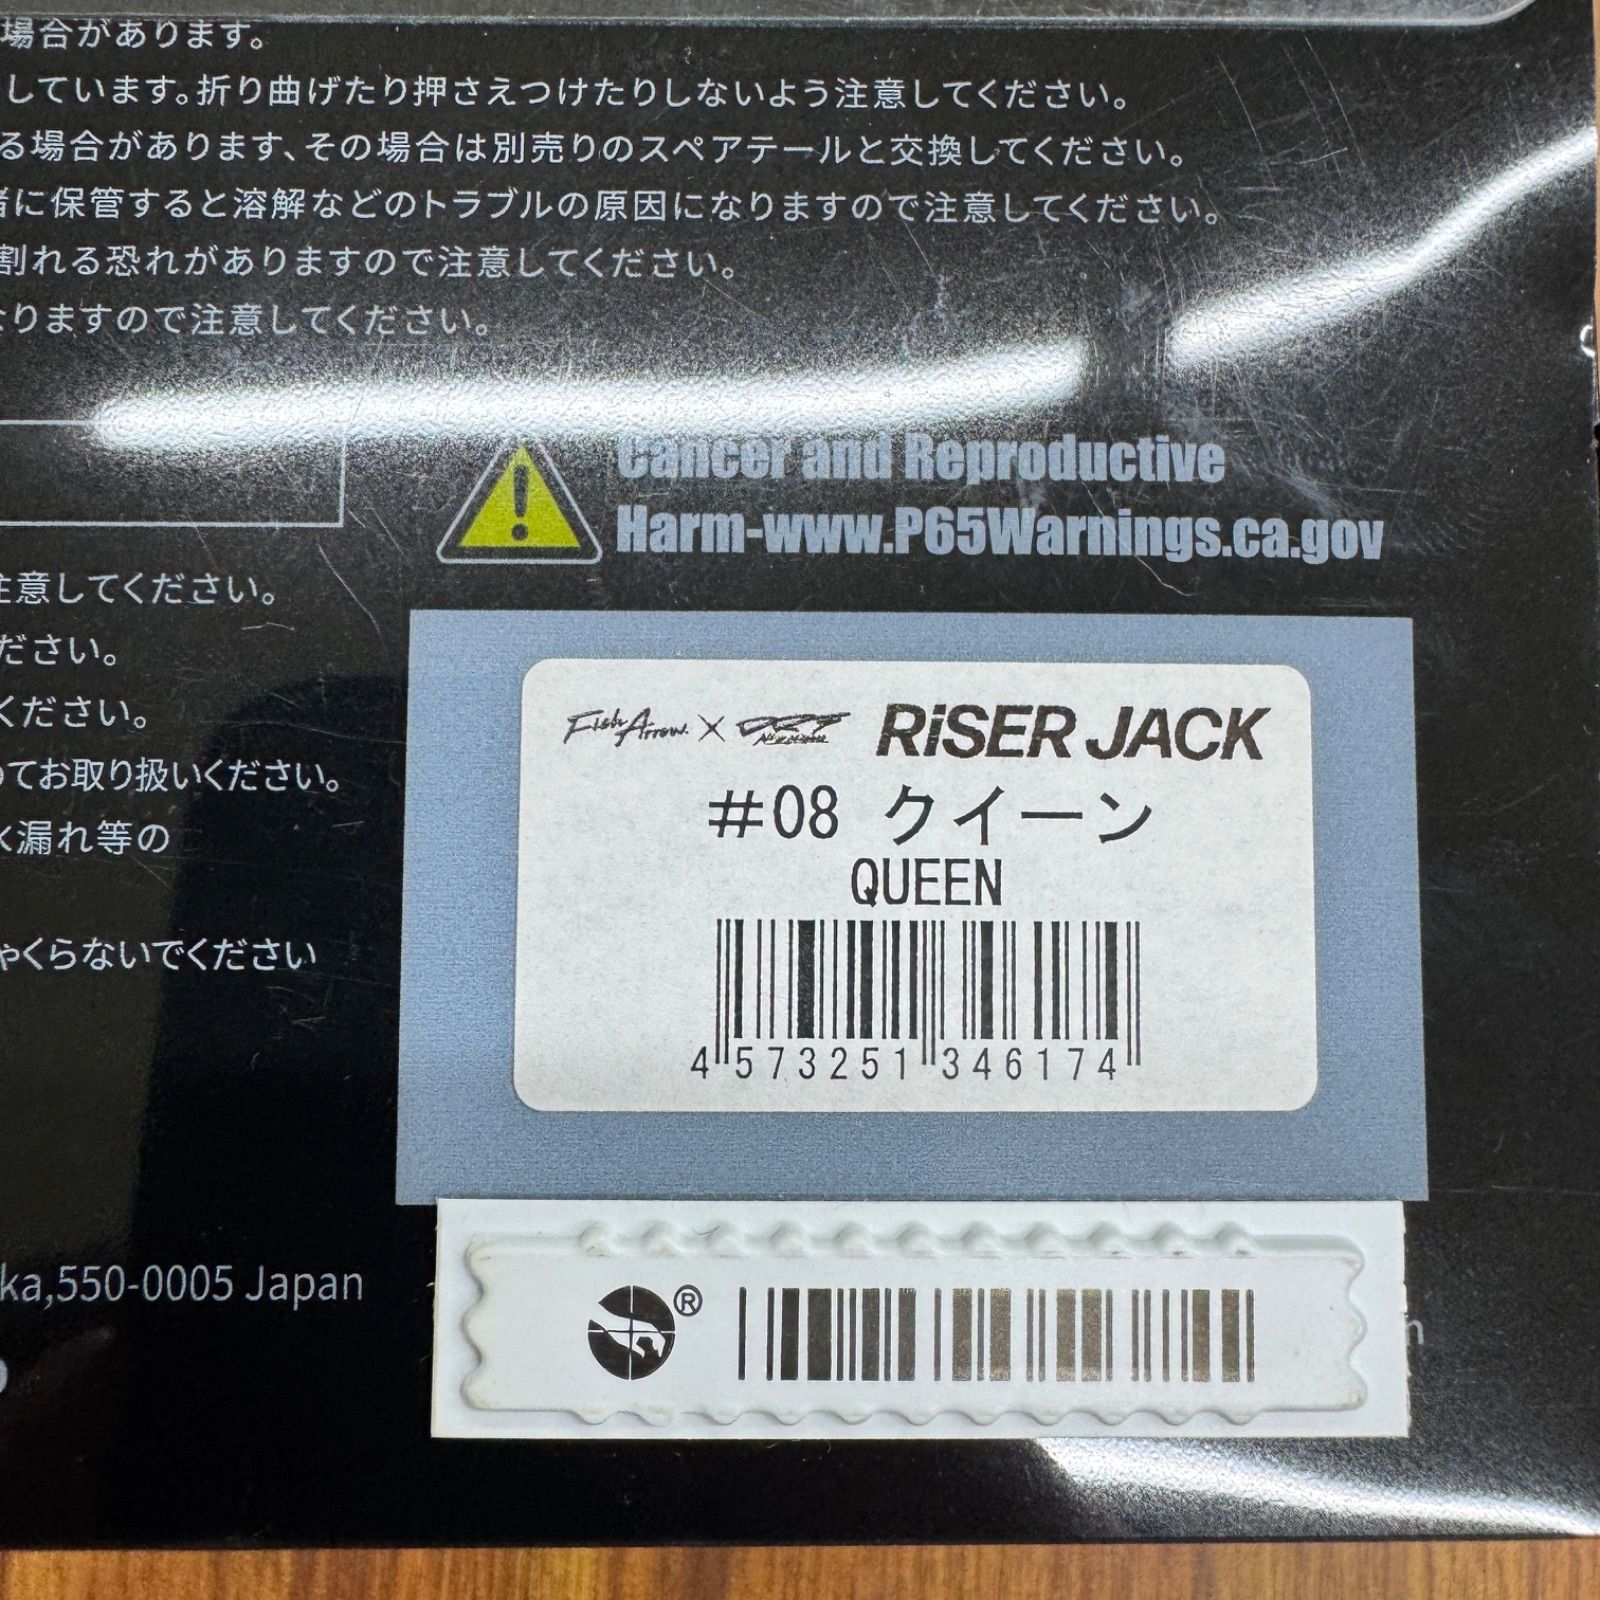 場合があります。
しています。折り曲げたり押さえつけたりしないよう注意してください。
る場合があります、その場合は別売りのスペアテールと交換してください。
に保管すると溶解などのトラブルの原因になりますので注意してください。
割れる恐れがありますので注意してください。
なりますので注意してください。
Cancer and Reproductive
Harm-www.P65Warnings.ca.gov
注意してください。
ださい。
ください。
てお取り扱いください。
水漏れ等の
ゃくらないでください
Fish Arrow × DRT RiSER JACK
#08 クイーン
QUEEN
4 573251 346174
ka,550-0005 Japan
®